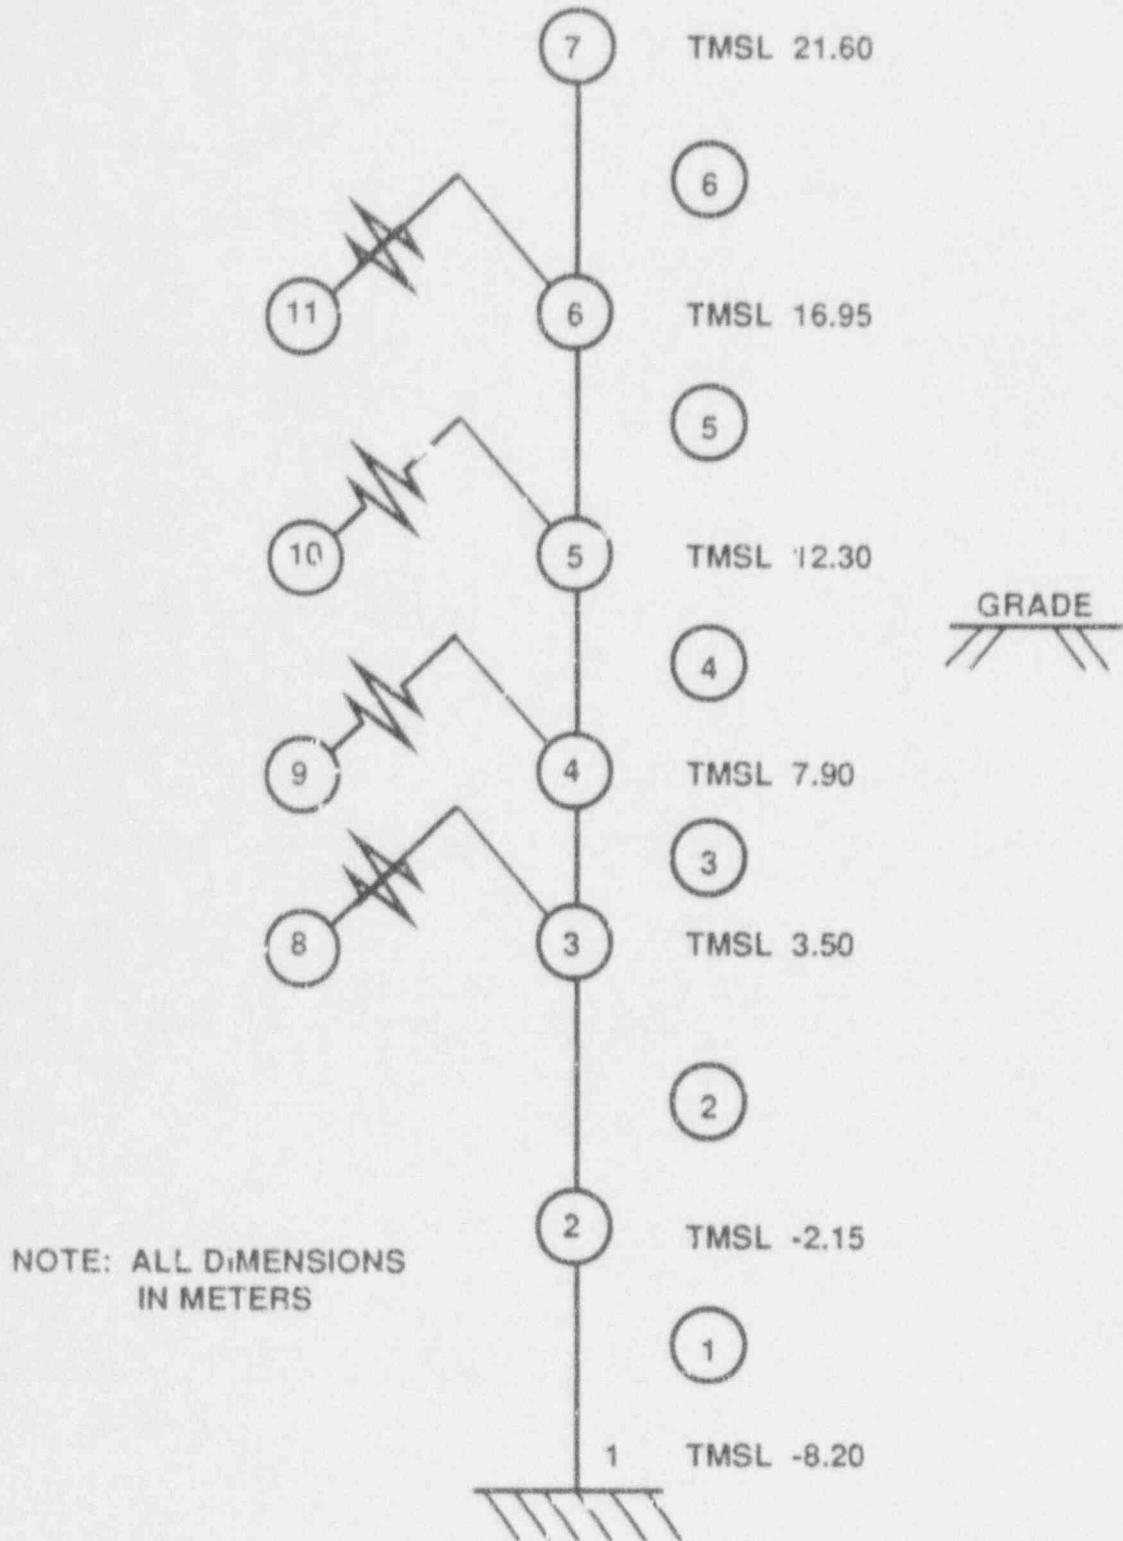 7 TMSL 21.60
6
11 6 TMSL 16.95
5
10 5 TMSL 12.30
GRADE
4
9 4 TMSL 7.90
3
8 3 TMSL 3.50
2
2 TMSL -2.15
NOTE: ALL DIMENSIONS
IN METERS
1
1 TMSL -8.20